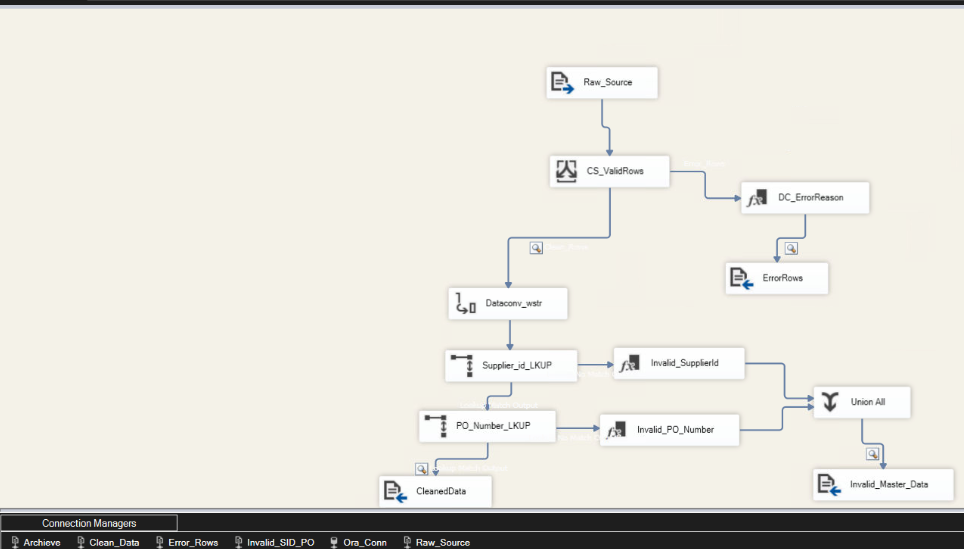 Raw_Source
CS_ValidRows
DC_ErrorReason
ErrorRows
Dataconv_wstr
Supplier_id_LKUP
Invalid_SupplierId
Union All
PO_Number_LKUP
Invalid_PO_Number
CleanedData
Invalid_Master_Data
Connection Managers
Archieve
Clean_Data
Error_Rows
Invalid_SID_PO
Ora_Conn
Raw_Source